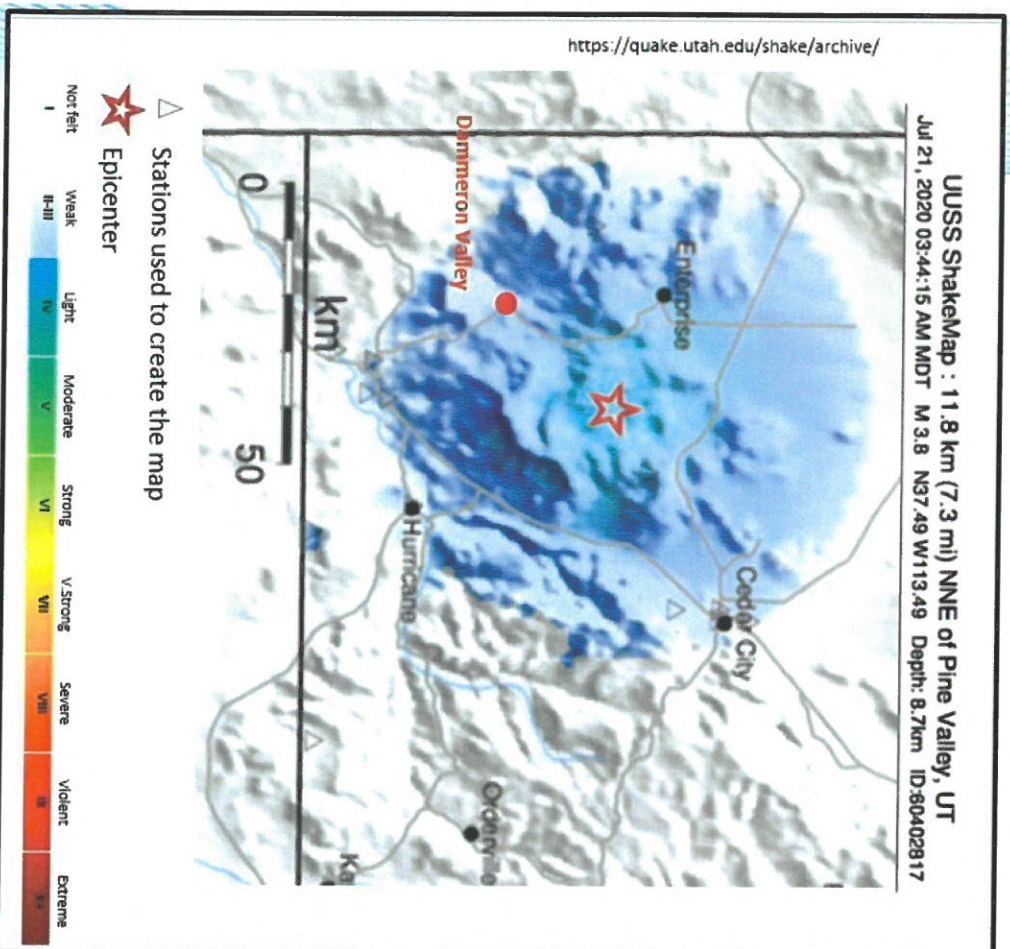 https://quake.utah.edu/shake/archive/
UUSS ShakeMap : 11.8 km (7.3 mi) NNE of Pine Valley, UT
Jul 21, 2020 03:44:15 AM MDT M 3.8 N37.49 W113.49 Depth: 8.7km ID:60402817
Enterprise
Cedar City
Dammeron Valley
Hurricane
Orderville
Ka
km
0
50
Stations used to create the map
Epicenter
Not felt Weak Light Moderate Strong V.Strong Severe Violent Extreme
I II-III IV V VI VII VIII IX X+